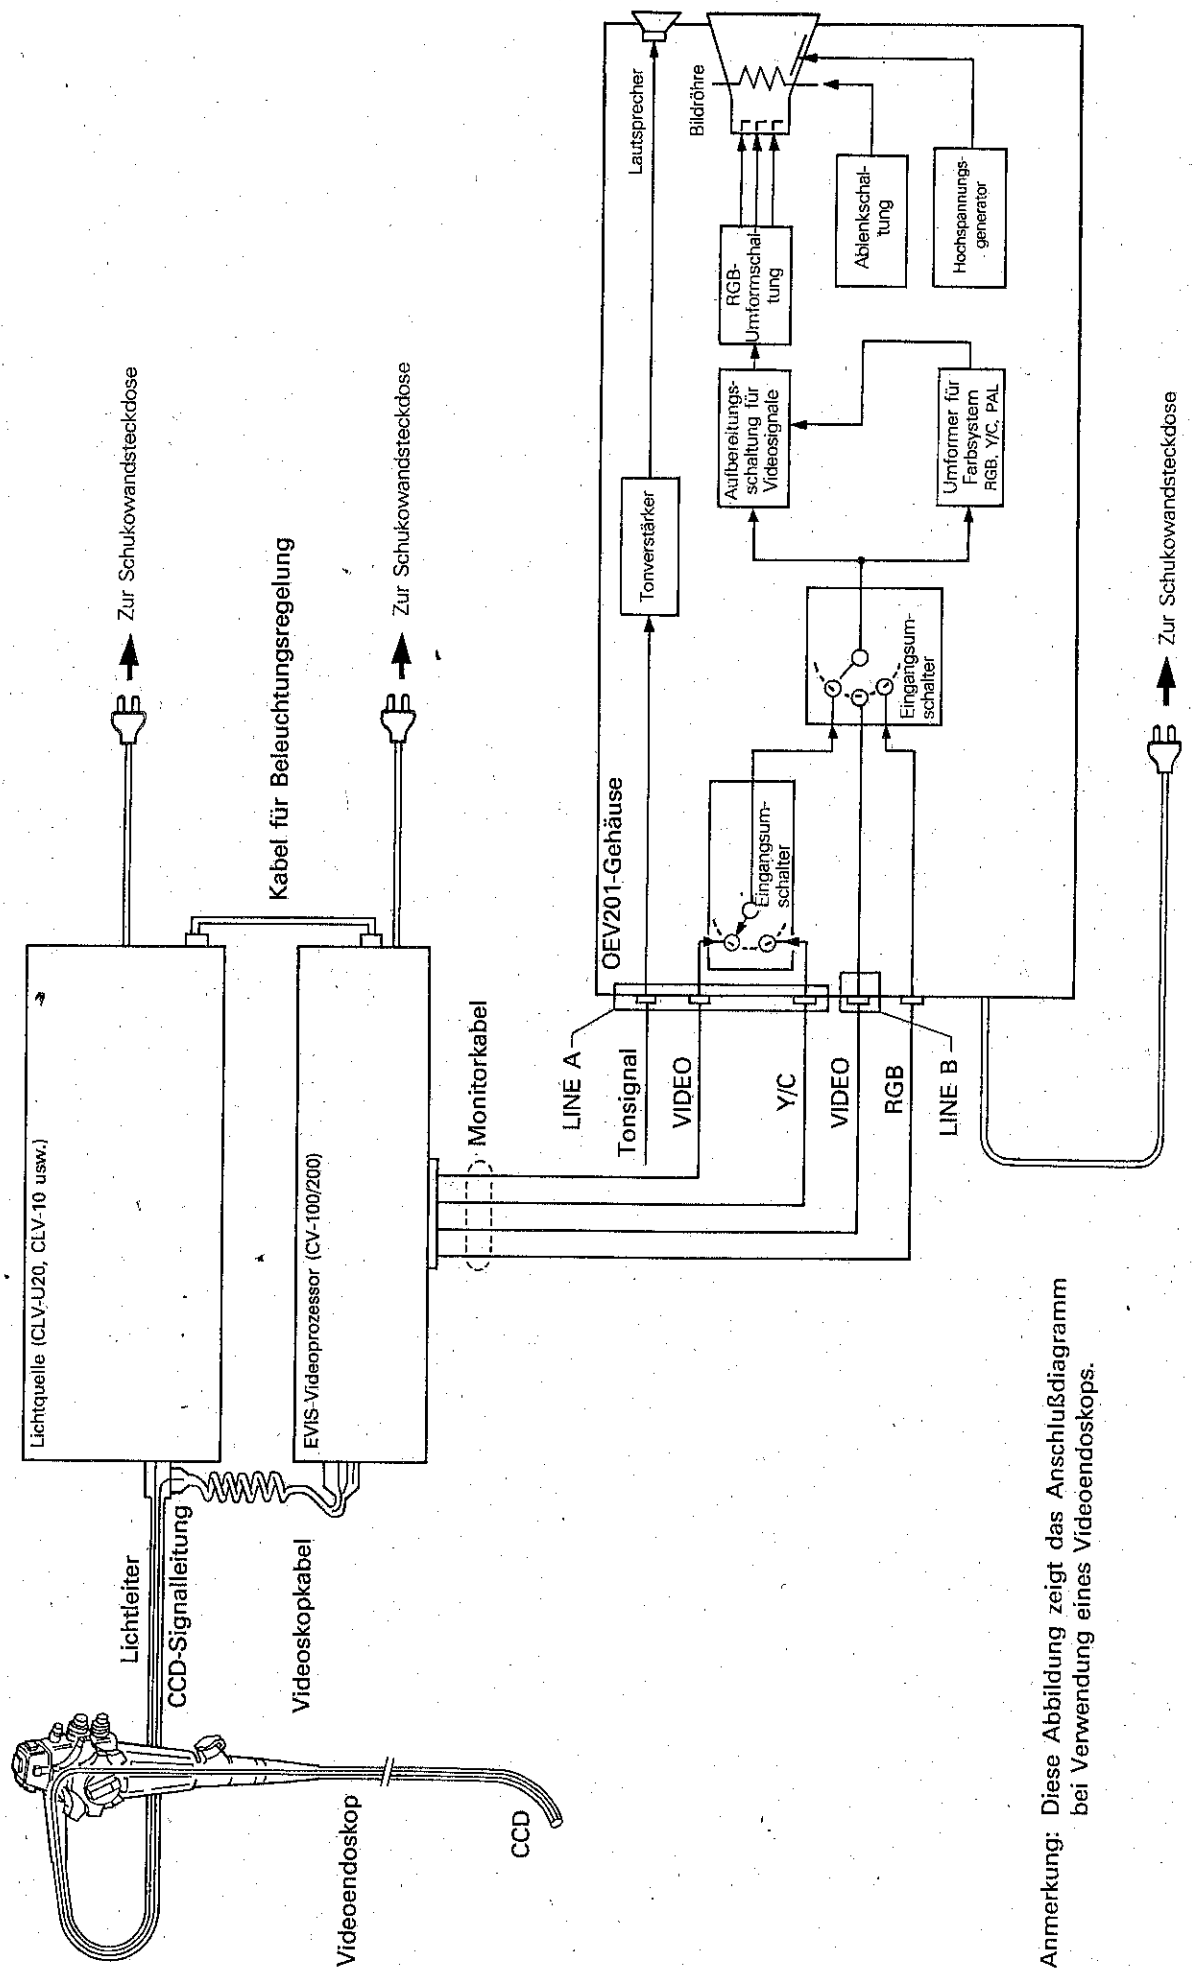 Videoendoskop
CCD
Lichtleiter
CCD-Signalleitung
Videoskopkabel
Lichtquelle (CLV-U20, CLV-10 usw.)
EVIS-Videoprozessor (CV-100/200)
Kabel für Beleuchtungsregelung
Zur Schukowandsteckdose
Zur Schukowandsteckdose
Monitorkabel
LINE A
Tonsignal
VIDEO
Y/C
VIDEO
RGB
LINE B
OEV201-Gehäuse
Eingangsum-
schalter
Eingangsum-
schalter
Tonverstärker
Aufbereitungs-
schaltung für
Videosignale
Umformer für
Farbsystem
RGB, Y/C, PAL
RGB-
Umformschal-
tung
Ablenkschal-
tung
Hochspannungs-
generator
Lautsprecher
Bildröhre
Zur Schukowandsteckdose
Anmerkung: Diese Abbildung zeigt das Anschlußdiagramm
bei Verwendung eines Videoendoskops.